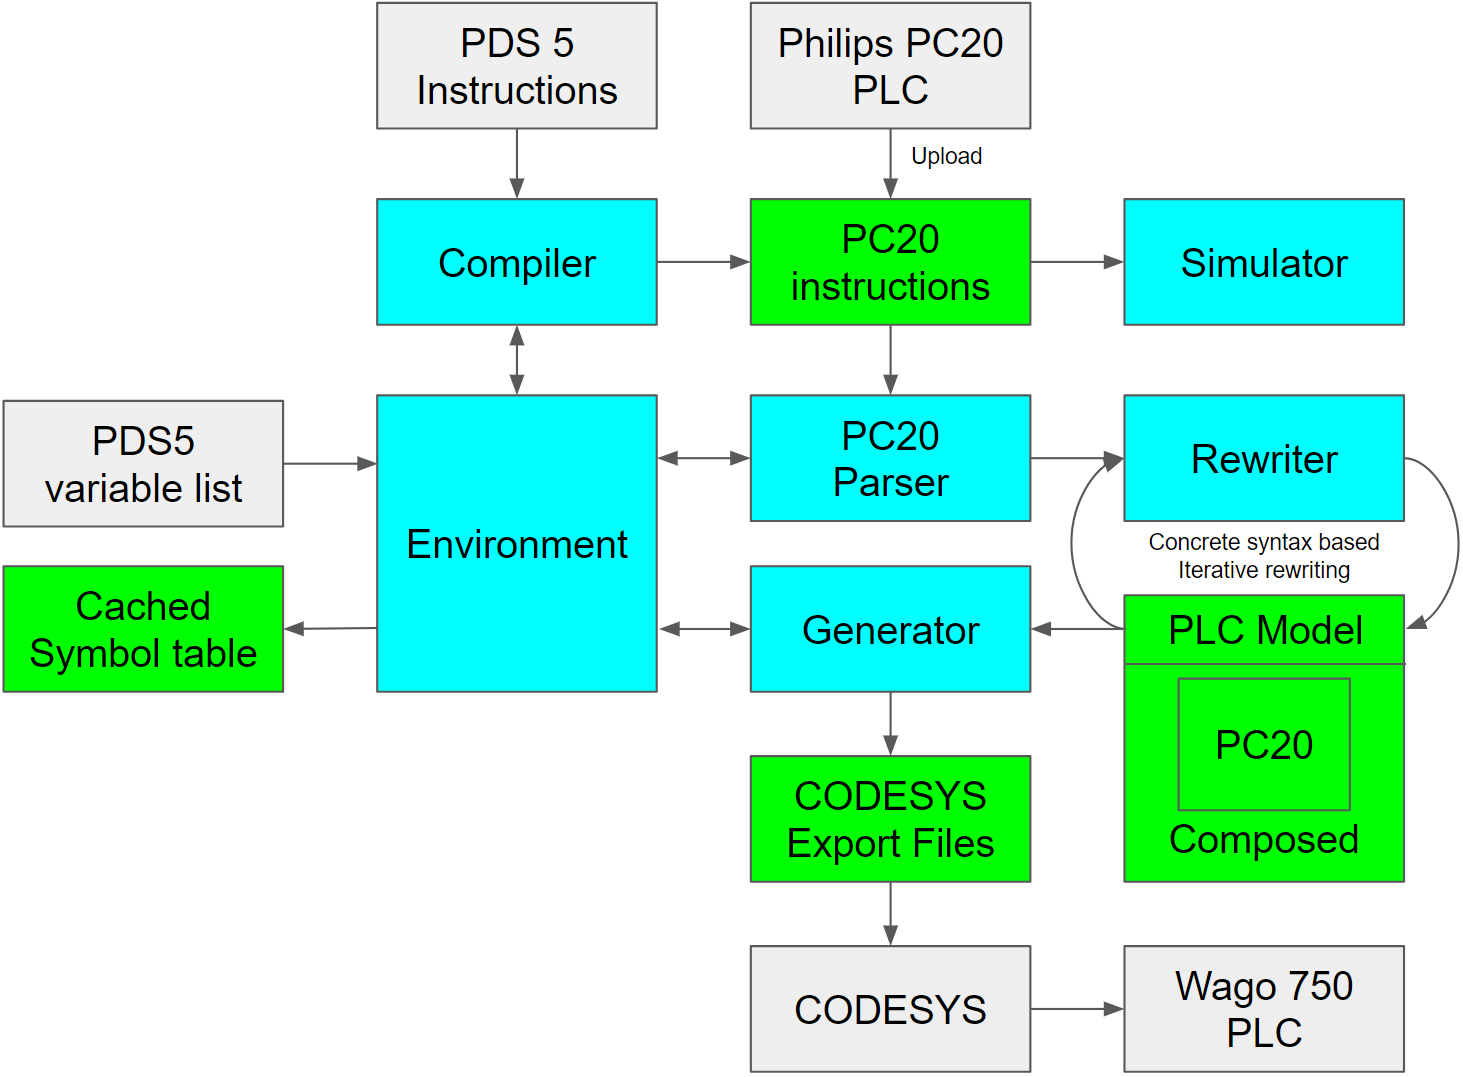 PDS 5
Instructions
Philips PC20
PLC
Upload
Compiler
PC20
instructions
Simulator
PDS5
variable list
Environment
PC20
Parser
Rewriter
Concrete syntax based
Iterative rewriting
Cached
Symbol table
Generator
PLC Model
PC20
Composed
CODESYS
Export Files
CODESYS
Wago 750
PLC